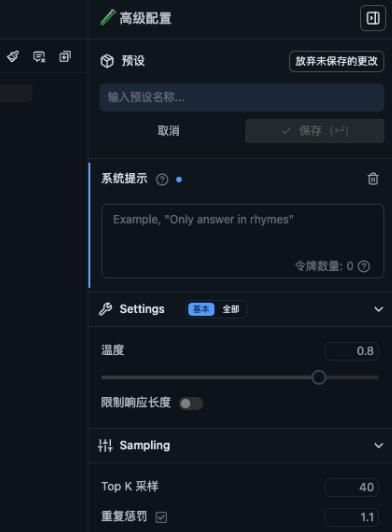 高级配置
预设
放弃未保存的更改
输入预设名称...
取消
保存 (↵)
系统提示
Example, "Only answer in rhymes"
令牌数量: 0
Settings 基本 全部
温度 0.8
限制响应长度
Sampling
Top K 采样 40
重复惩罚 1.1